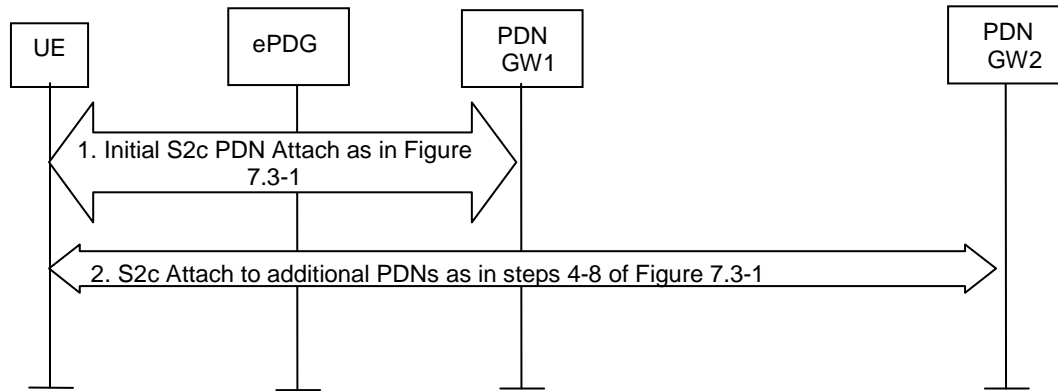 UE
ePDG
PDN
GW1
PDN
GW2
1. Initial S2c PDN Attach as in Figure
7.3-1
2. S2c Attach to additional PDNs as in steps 4-8 of Figure 7.3-1